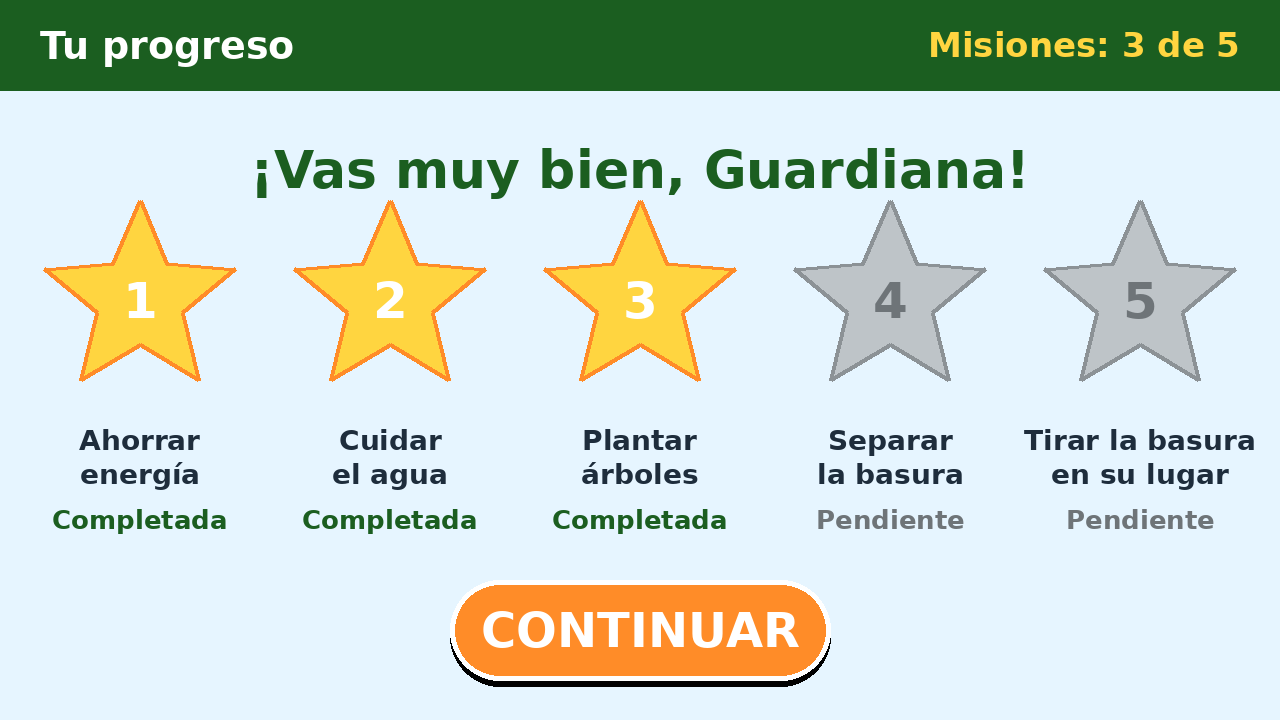 Tu progreso
Misiones: 3 de 5
¡Vas muy bien, Guardiana!
1
2
3
4
5
Ahorrar
energía
Completada
Cuidar
el agua
Completada
Plantar
árboles
Completada
Separar
la basura
Pendiente
Tirar la basura
en su lugar
Pendiente
CONTINUAR